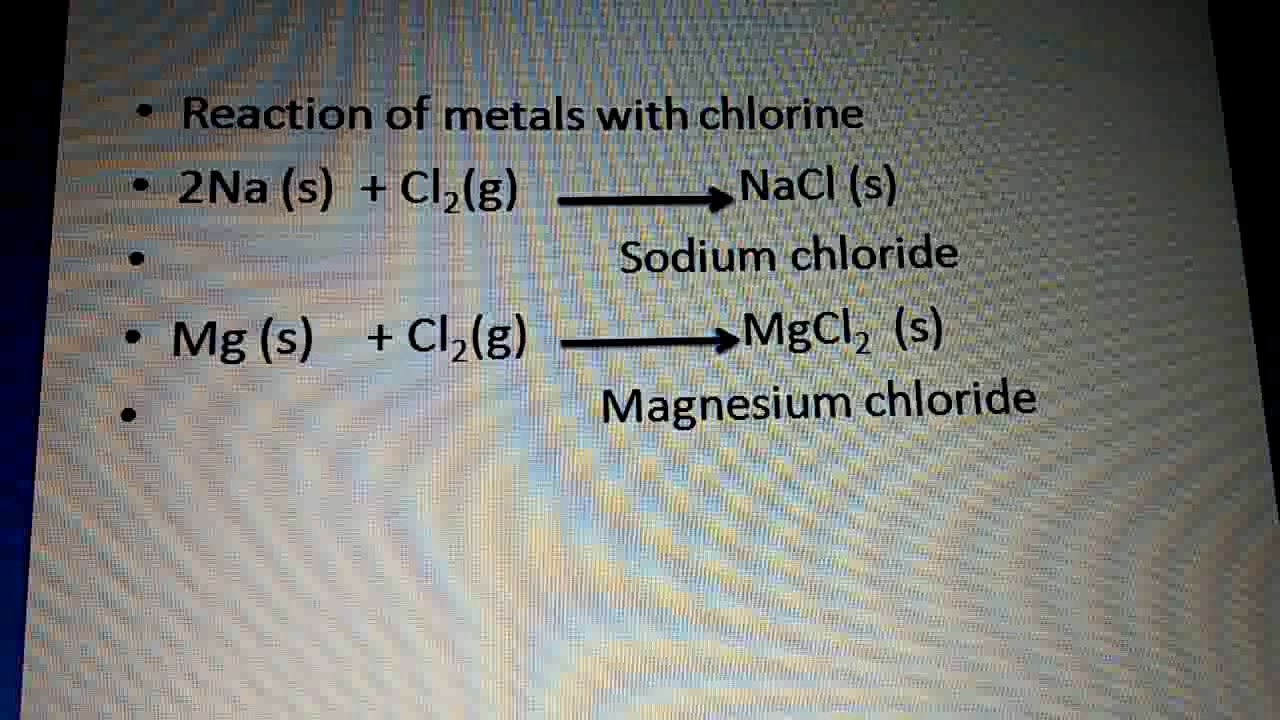 • Reaction of metals with chlorine
• 2Na (s) + Cl₂(g) ⟶ NaCl (s)
• Sodium chloride
• Mg (s) + Cl₂(g) ⟶ MgCl₂ (s)
• Magnesium chloride